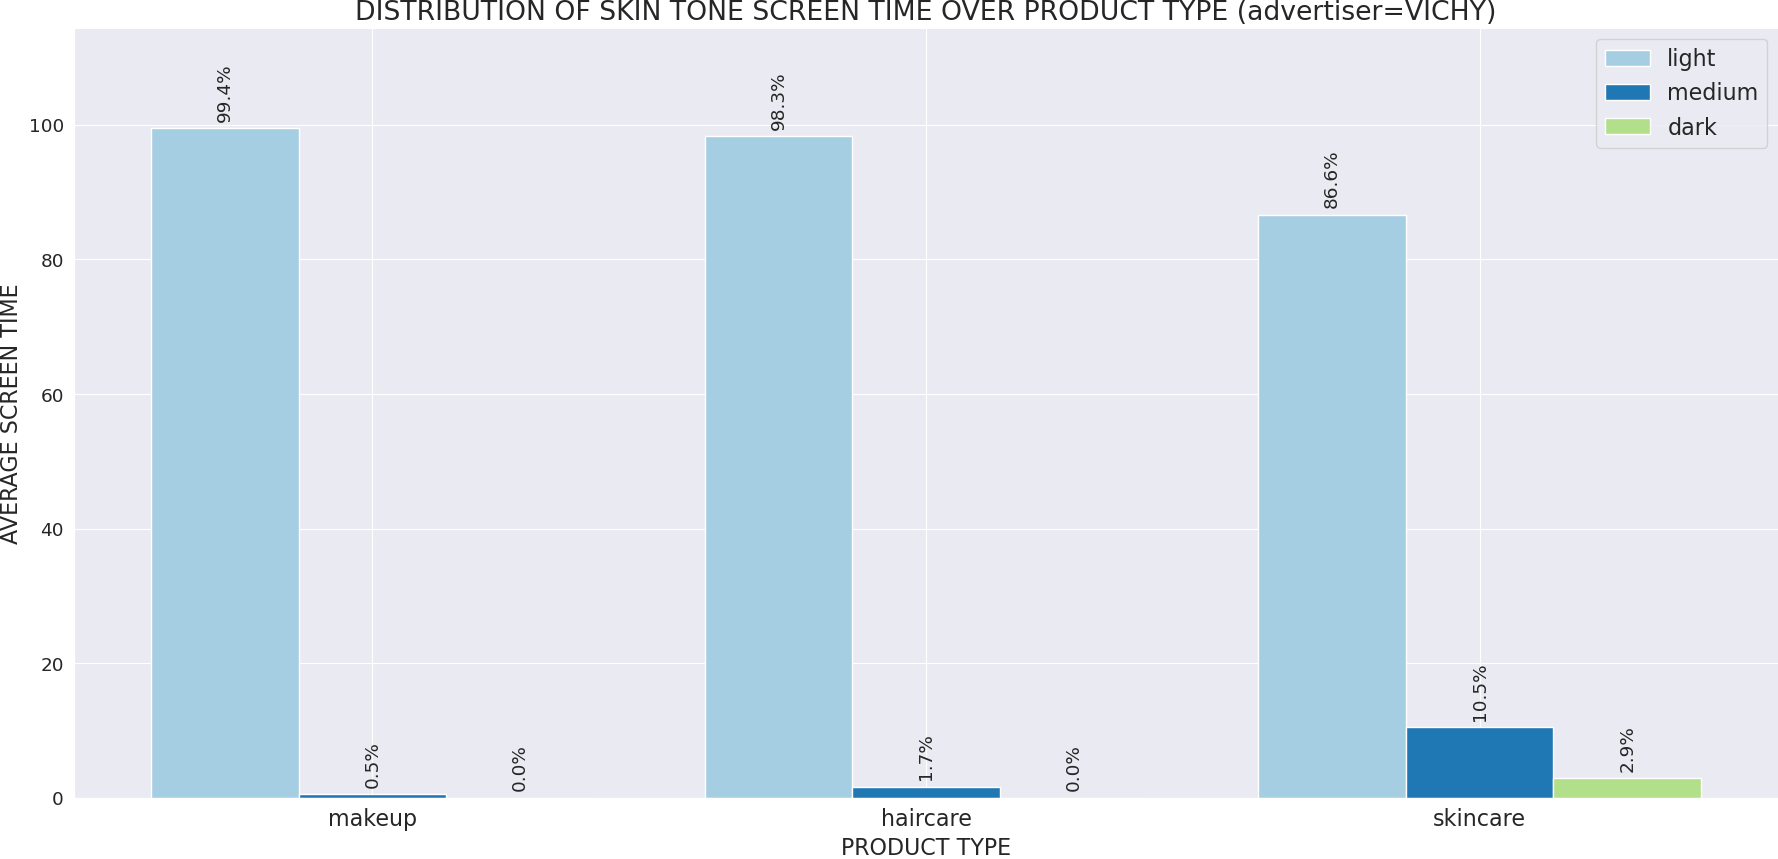 DISTRIBUTION OF SKIN TONE SCREEN TIME OVER PRODUCT TYPE (advertiser=VICHY)
light
medium
dark
AVERAGE SCREEN TIME
100
80
60
40
20
0
99.4%
0.5%
0.0%
98.3%
1.7%
0.0%
86.6%
10.5%
2.9%
makeup
haircare
skincare
PRODUCT TYPE